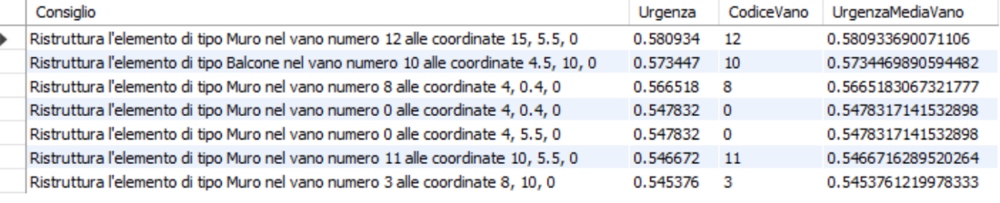 Consiglio Urgenza CodiceVano UrgenzaMediaVano
Ristruttura l'elemento di tipo Muro nel vano numero 12 alle coordinate 15, 5.5, 0 0.580934 12 0.580933690071106
Ristruttura l'elemento di tipo Balcone nel vano numero 10 alle coordinate 4.5, 10, 0 0.573447 10 0.5734469890594482
Ristruttura l'elemento di tipo Muro nel vano numero 8 alle coordinate 4, 0.4, 0 0.566518 8 0.5665183067321777
Ristruttura l'elemento di tipo Muro nel vano numero 0 alle coordinate 4, 0.4, 0 0.547832 0 0.5478317141532898
Ristruttura l'elemento di tipo Muro nel vano numero 0 alle coordinate 4, 5.5, 0 0.547832 0 0.5478317141532898
Ristruttura l'elemento di tipo Muro nel vano numero 11 alle coordinate 10, 5.5, 0 0.546672 11 0.5466716289520264
Ristruttura l'elemento di tipo Muro nel vano numero 3 alle coordinate 8, 10, 0 0.545376 3 0.5453761219978333